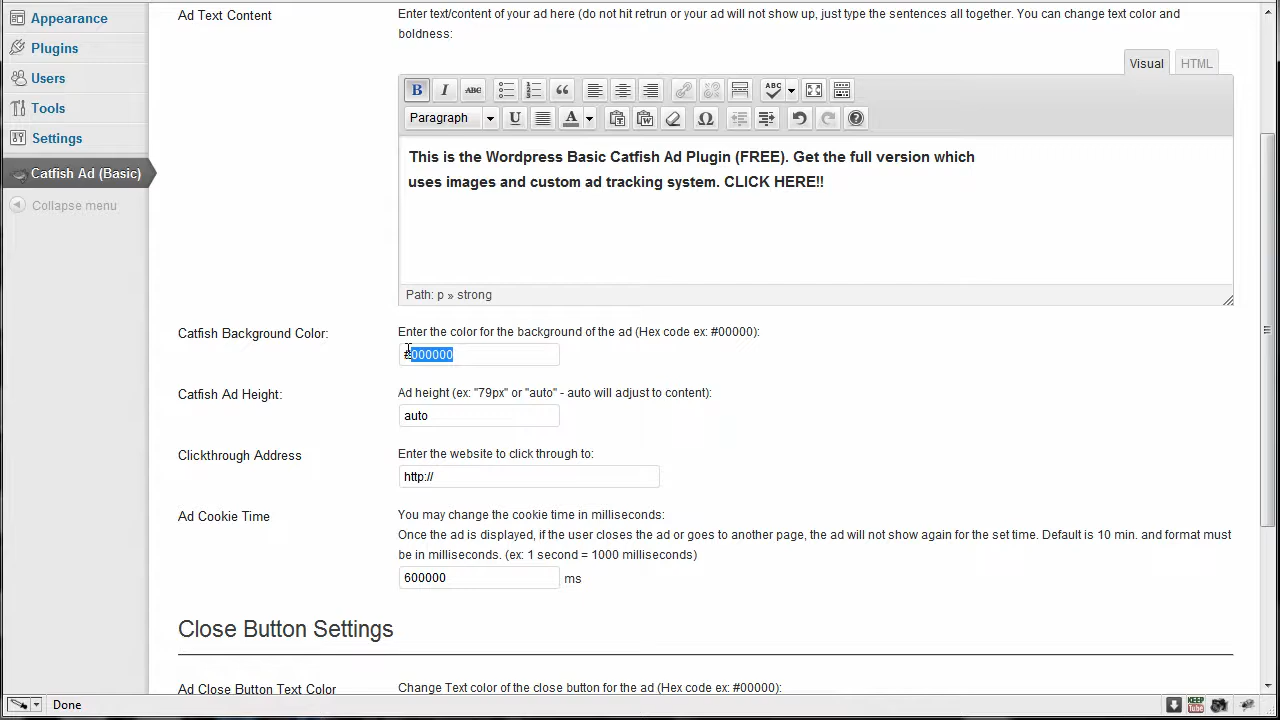 Appearance
Plugins
Users
Tools
Settings
Catfish Ad (Basic)
Collapse menu
Ad Text Content
Enter text/content of your ad here (do not hit retrun or your ad will not show up, just type the sentences all together. You can change text color and
boldness:
Visual HTML
B I ABC ABC
Paragraph U A
This is the Wordpress Basic Catfish Ad Plugin (FREE). Get the full version which
uses images and custom ad tracking system. CLICK HERE!!
Path: p » strong
Catfish Background Color:
Enter the color for the background of the ad (Hex code ex: #00000):
#000000
Catfish Ad Height:
Ad height (ex: "79px" or "auto" - auto will adjust to content):
auto
Clickthrough Address
Enter the website to click through to:
http://
Ad Cookie Time
You may change the cookie time in milliseconds:
Once the ad is displayed, if the user closes the ad or goes to another page, the ad will not show again for the set time. Default is 10 min. and format must
be in milliseconds. (ex: 1 second = 1000 milliseconds)
600000 ms
Close Button Settings
Ad Close Button Text Color
Change Text color of the close button for the ad (Hex code ex: #00000):
Done
KEEP
Tube